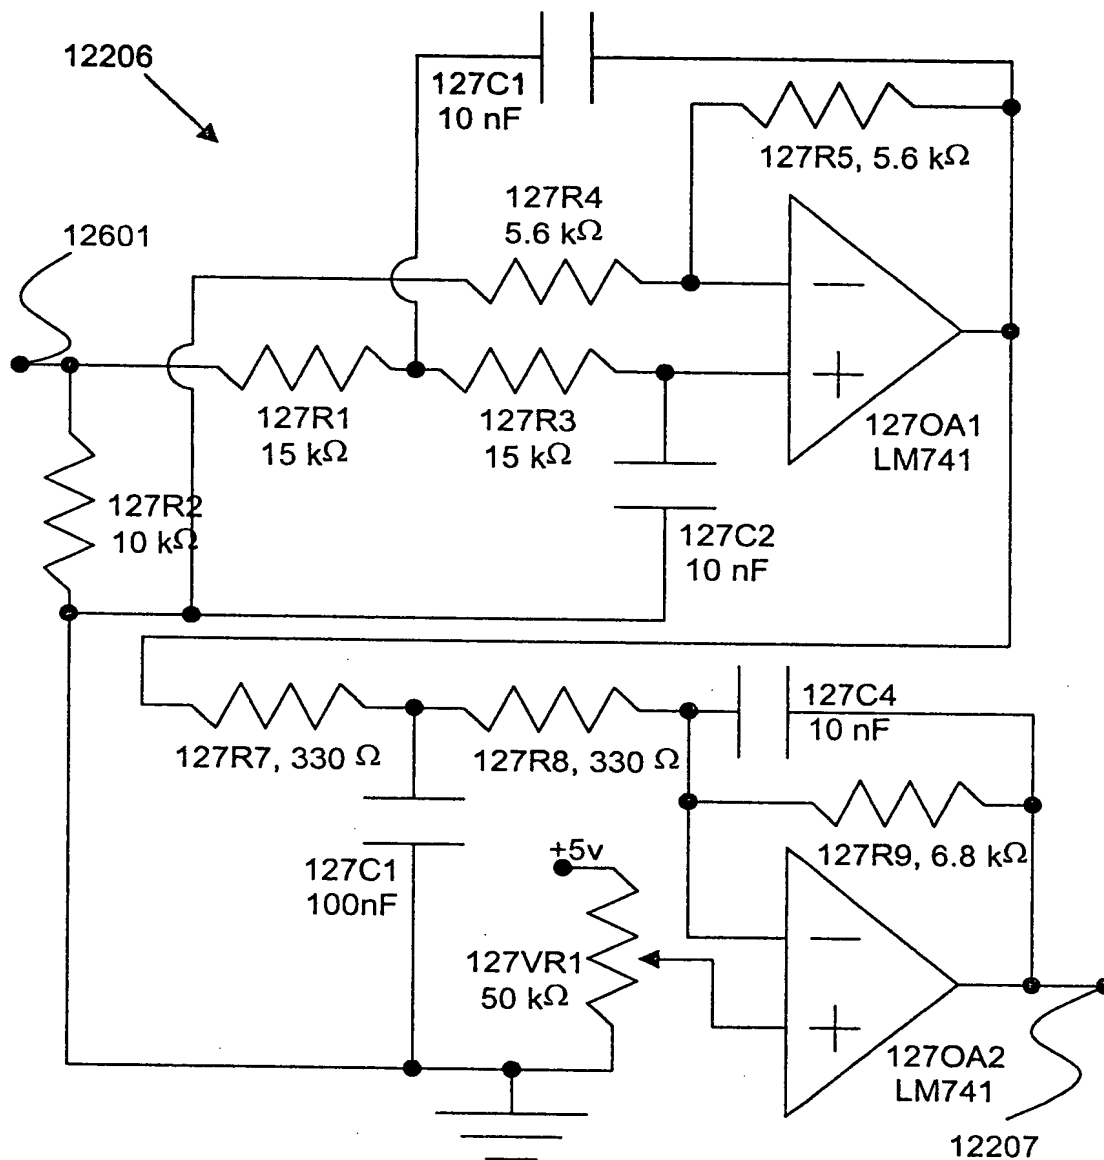 12206
127C1
10 nF
127R5, 5.6 kΩ
127R4
5.6 kΩ
12601
127R1
15 kΩ
127R3
15 kΩ
127OA1
LM741
127R2
10 kΩ
127C2
10 nF
127C4
10 nF
127R7, 330 Ω
127R8, 330 Ω
127R9, 6.8 kΩ
127C1
100nF
+5v
127VR1
50 kΩ
127OA2
LM741
12207